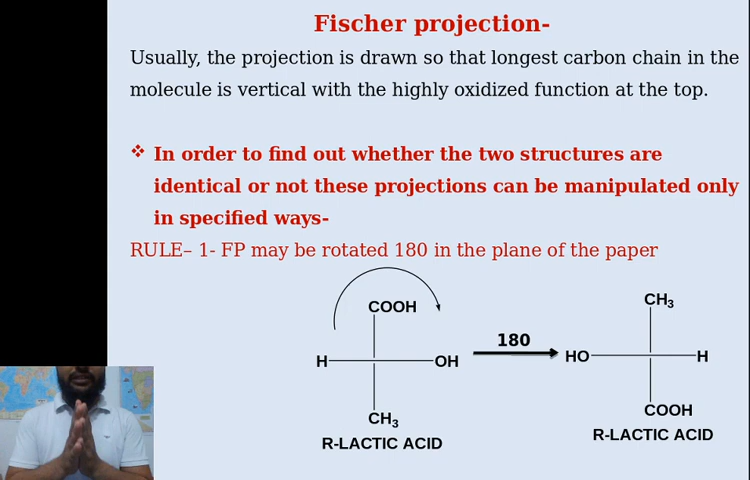 Fischer projection-
Usually, the projection is drawn so that longest carbon chain in the
molecule is vertical with the highly oxidized function at the top.
❖ In order to find out whether the two structures are
identical or not these projections can be manipulated only
in specified ways-
RULE– 1- FP may be rotated 180 in the plane of the paper
COOH
H OH
CH₃
R-LACTIC ACID
180
CH₃
HO H
COOH
R-LACTIC ACID